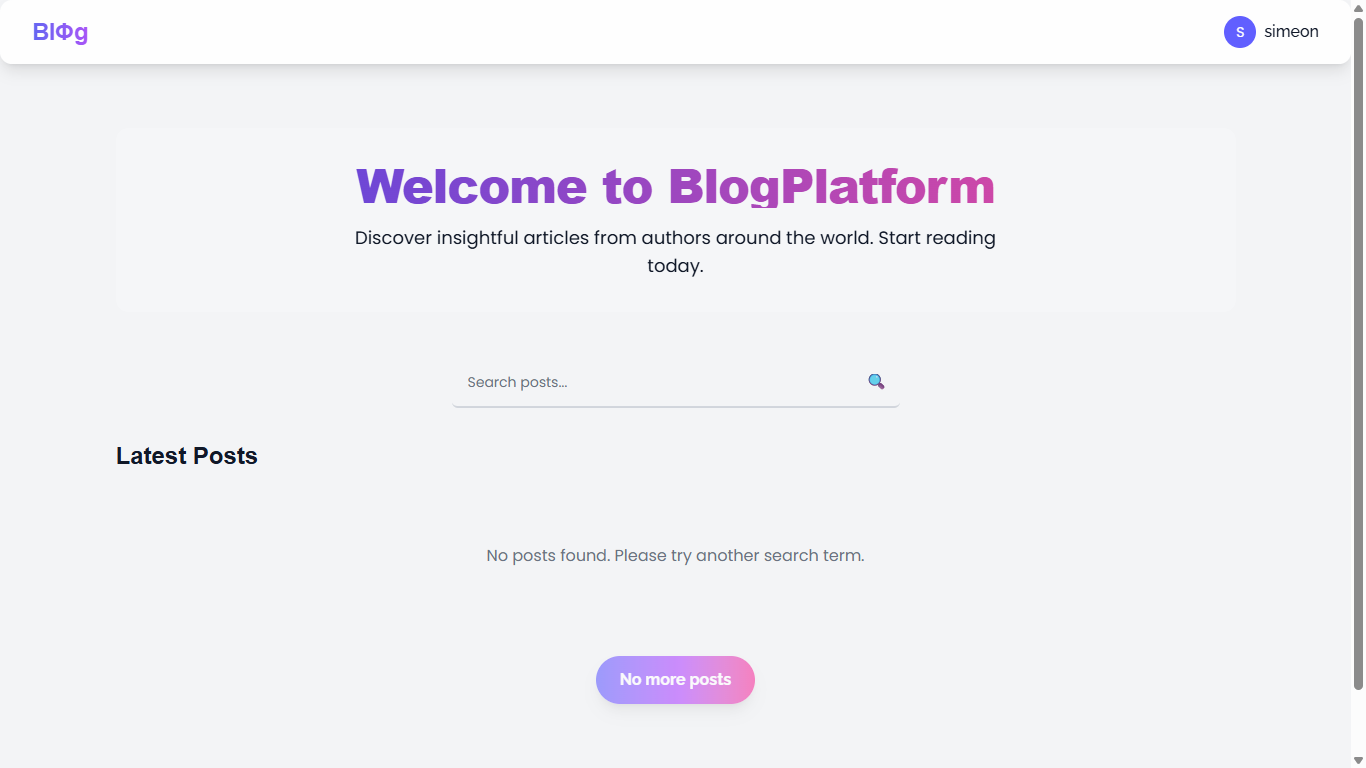 BlΦg
S simeon
Welcome to BlogPlatform
Discover insightful articles from authors around the world. Start reading
today.
Search posts...
Latest Posts
No posts found. Please try another search term.
No more posts